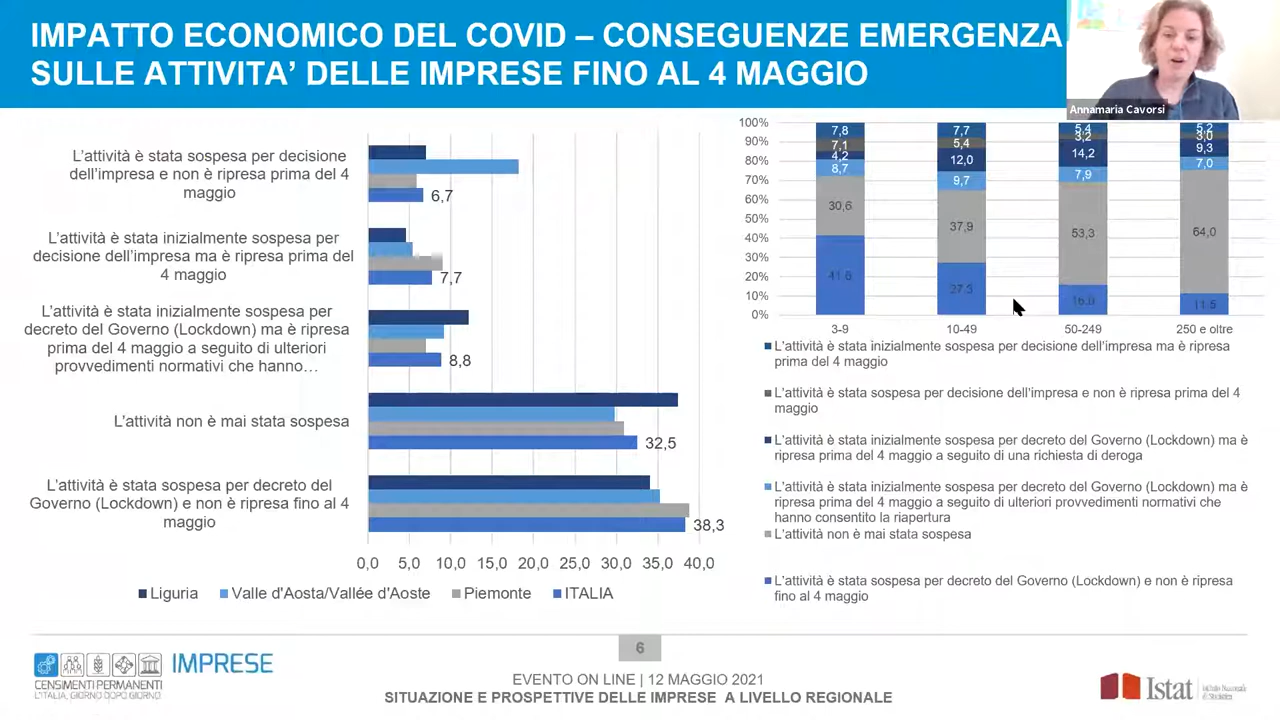 IMPATTO ECONOMICO DEL COVID – CONSEGUENZE EMERGENZA
SULLE ATTIVITA’ DELLE IMPRESE FINO AL 4 MAGGIO
Annamaria Cavorsi
L’attività è stata sospesa per decisione
dell’impresa e non è ripresa prima del 4
maggio
6,7
L’attività è stata inizialmente sospesa per
decisione dell’impresa ma è ripresa prima del
4 maggio
7,7
L’attività è stata inizialmente sospesa per
decreto del Governo (Lockdown) ma è ripresa
prima del 4 maggio a seguito di ulteriori
provvedimenti normativi che hanno…
8,8
L’attività non è mai stata sospesa
32,5
L’attività è stata sospesa per decreto del
Governo (Lockdown) e non è ripresa fino al 4
maggio
38,3
0,0 5,0 10,0 15,0 20,0 25,0 30,0 35,0 40,0
Liguria Valle d'Aosta/Vallée d'Aoste Piemonte ITALIA
100%
90%
80%
70%
60%
50%
40%
30%
20%
10%
0%
7,8 7,7 5,4 5,2
7,1 5,4 3,2 3,0
4,2 12,0 14,2 9,3
8,7 9,7 7,9 7,0
30,6 37,9 53,3 64,0
41,6 27,3 16,0 11,5
3-9 10-49 50-249 250 e oltre
L’attività è stata inizialmente sospesa per decisione dell’impresa ma è ripresa
prima del 4 maggio
L’attività è stata sospesa per decisione dell’impresa e non è ripresa prima del 4
maggio
L’attività è stata inizialmente sospesa per decreto del Governo (Lockdown) ma è
ripresa prima del 4 maggio a seguito di una richiesta di deroga
L’attività è stata inizialmente sospesa per decreto del Governo (Lockdown) ma è
ripresa prima del 4 maggio a seguito di ulteriori provvedimenti normativi che
hanno consentito la riapertura
L’attività non è mai stata sospesa
L’attività è stata sospesa per decreto del Governo (Lockdown) e non è ripresa
fino al 4 maggio
6
IMPRESE
CENSIMENTI PERMANENTI
L’ITALIA, GIORNO DOPO GIORNO
EVENTO ON LINE | 12 MAGGIO 2021
SITUAZIONE E PROSPETTIVE DELLE IMPRESE A LIVELLO REGIONALE
Istat
Istituto Nazionale
di Statistica